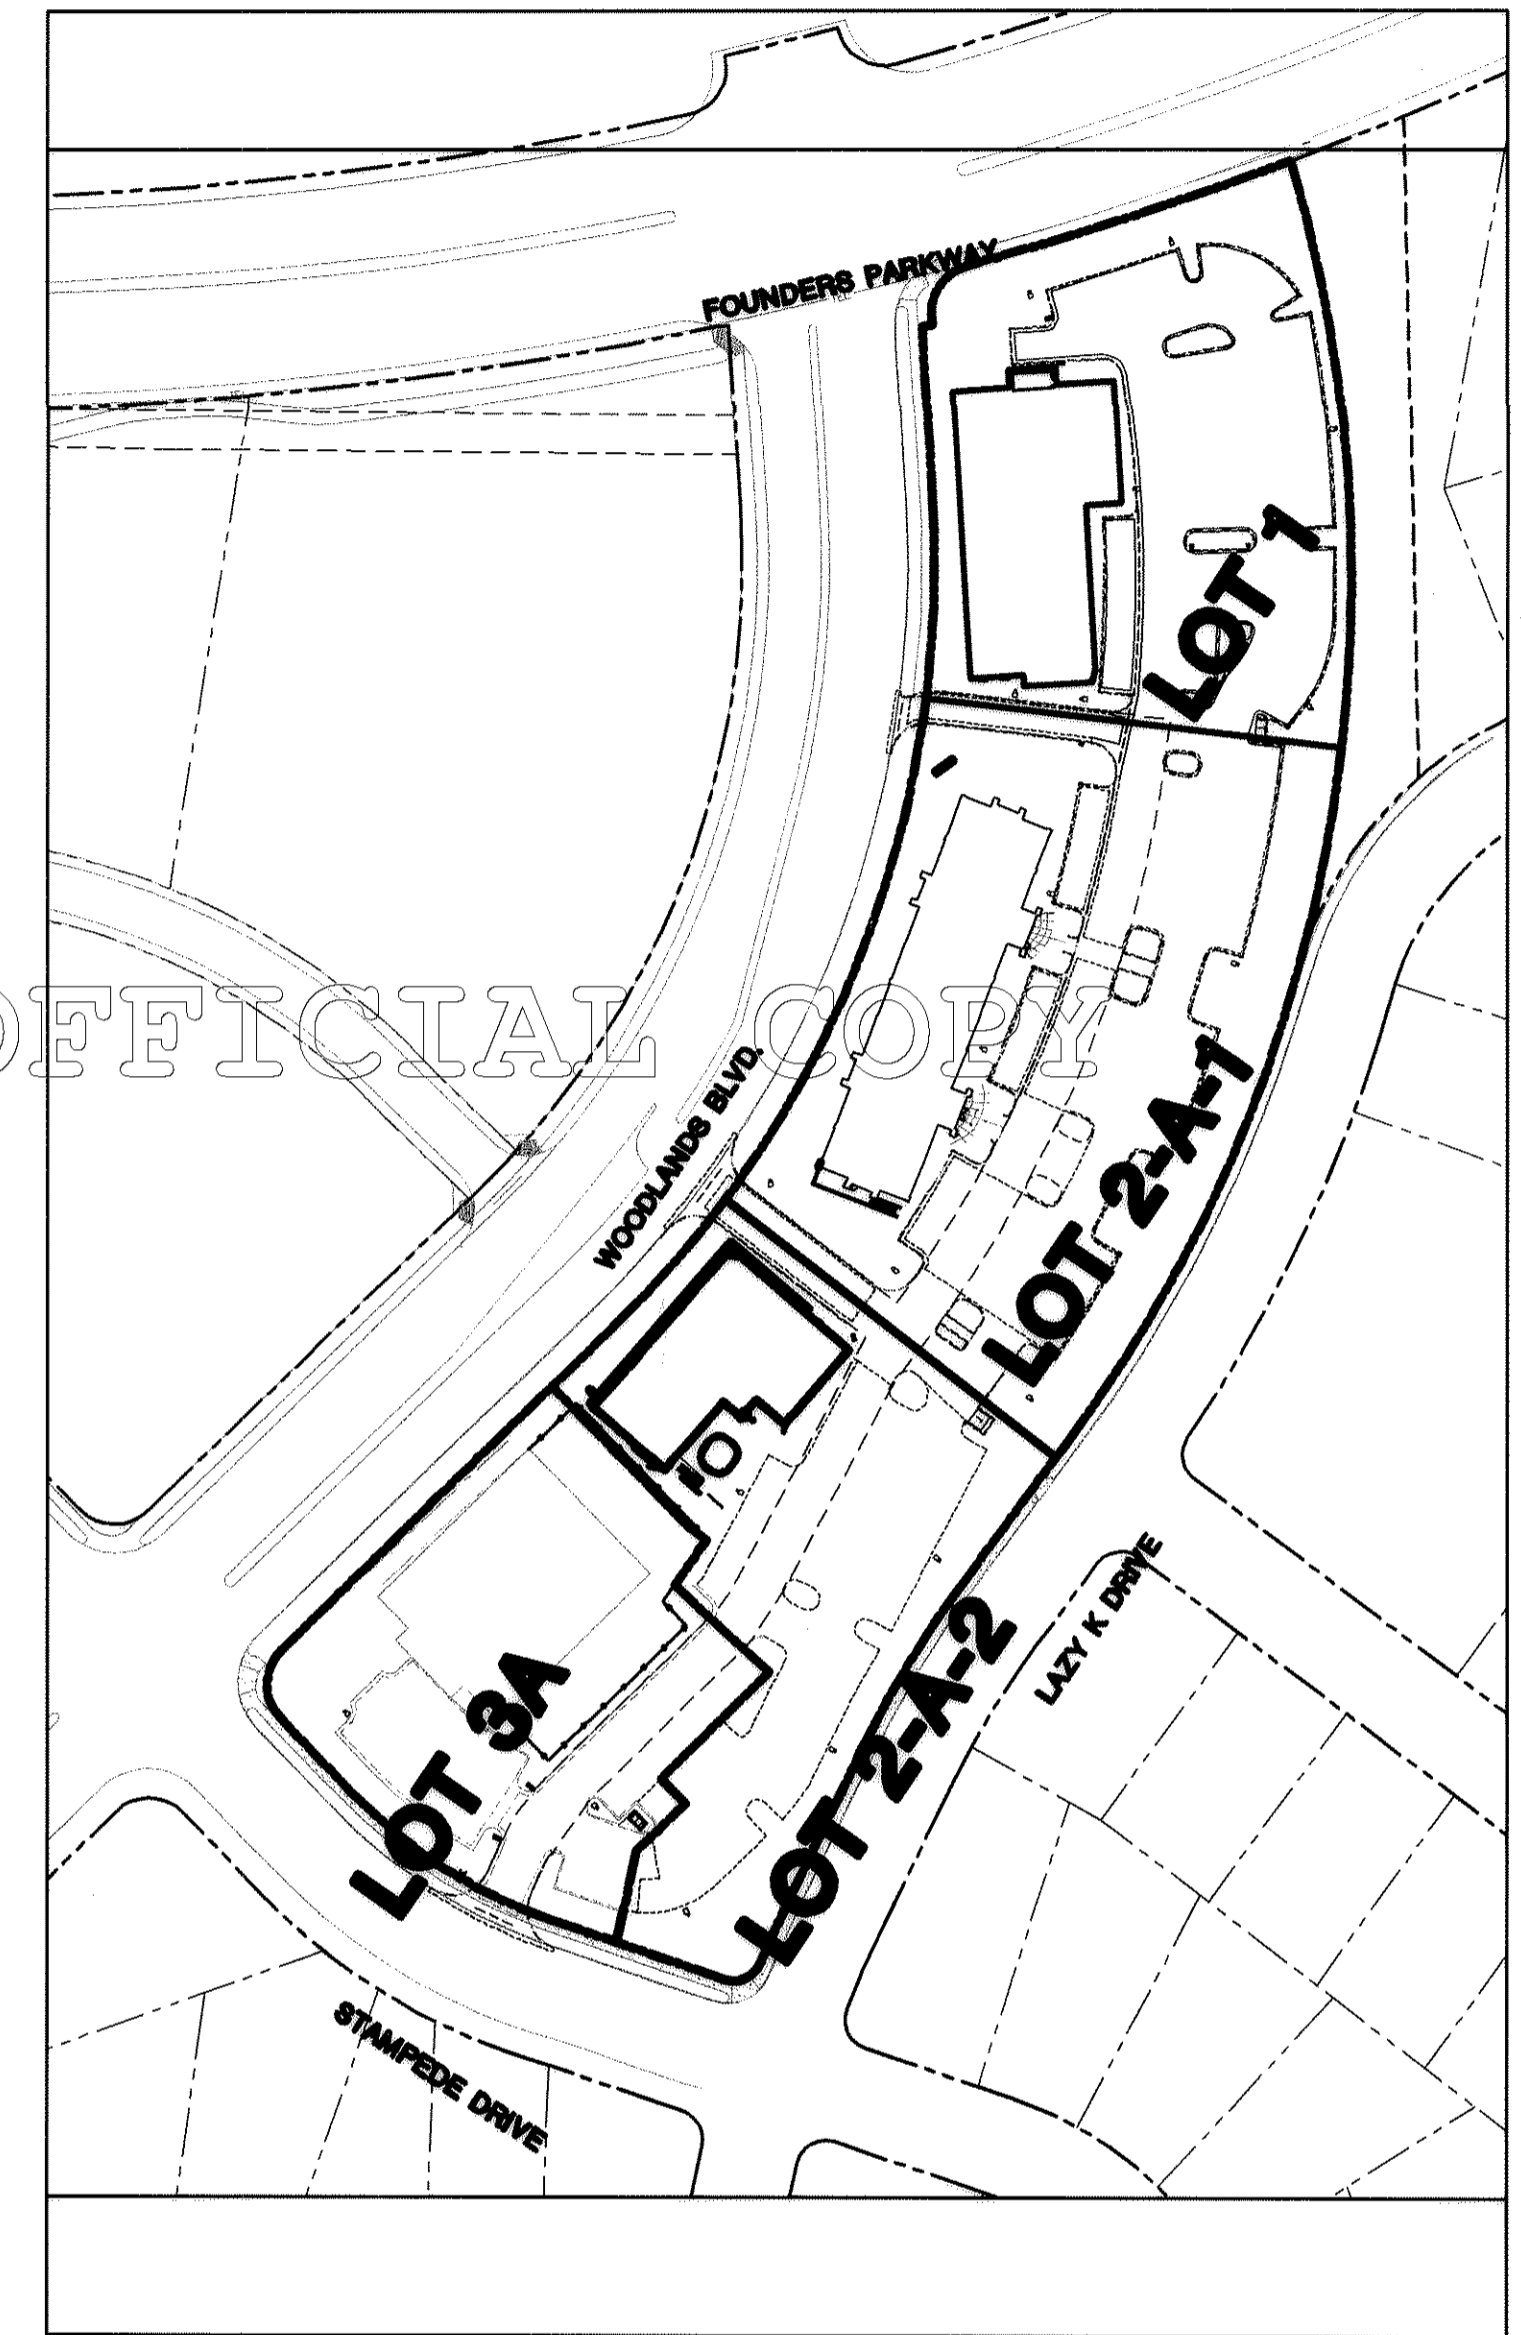 FOUNDERS PARKWAY
LOT 1
OFFICIAL COPY
WOODLANDS BLVD.
LOT 2-A-1
LAZY K DRIVE
LOT 3A
LOT 2-A-2
STAMPEDE DRIVE